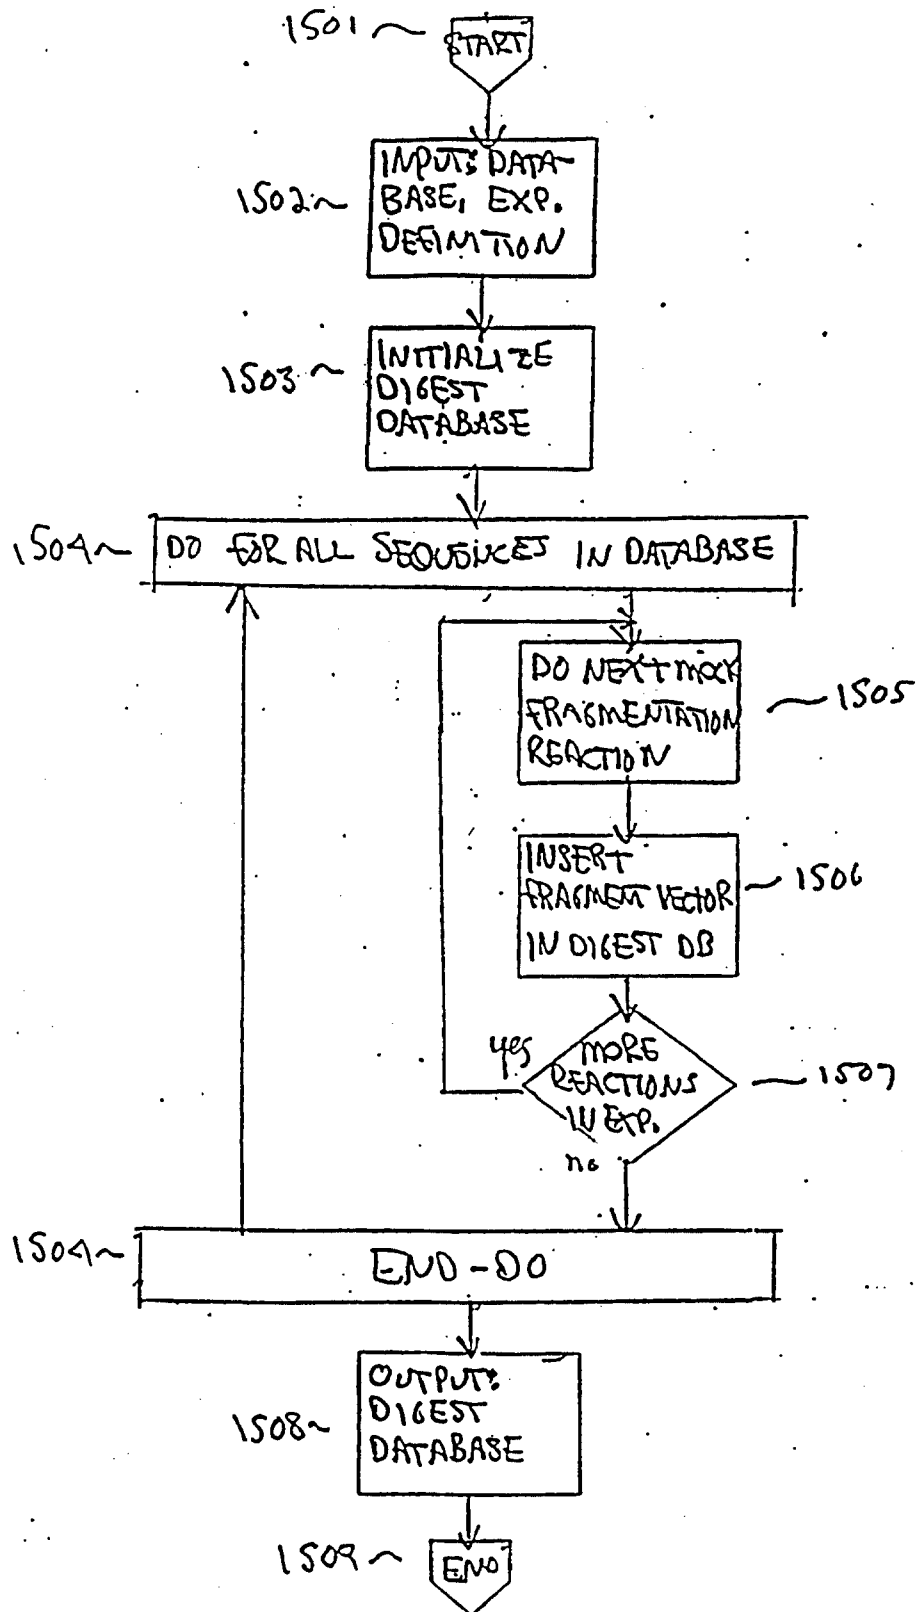 1501
START
INPUT: DATA-
BASE, EXP.
DEFINITION
1502
INITIALIZE
DIGEST
DATABASE
1503
1504
DO FOR ALL SEQUENCES IN DATABASE
DO NEXT MOCK
FRAGMENTATION
REACTION
1505
INSERT
FRAGMENT VECTOR
IN DIGEST DB
1506
yes
MORE
REACTIONS
IN EXP.
1507
no
1504
END-DO
OUTPUT:
DIGEST
DATABASE
1508
1509
END